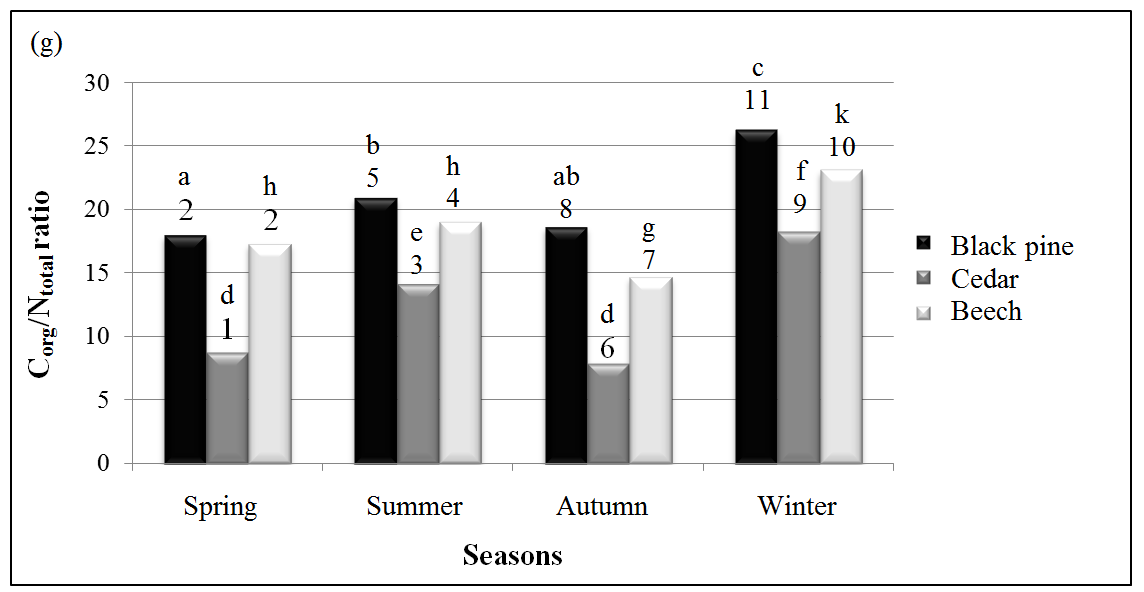 (g)
30
25
20
15
10
5
0
Corg/Ntotal ratio
a
2
d
1
h
2
b
5
e
3
h
4
ab
8
d
6
g
7
c
11
f
9
k
10
Spring Summer Autumn Winter
Seasons
Black pine
Cedar
Beech